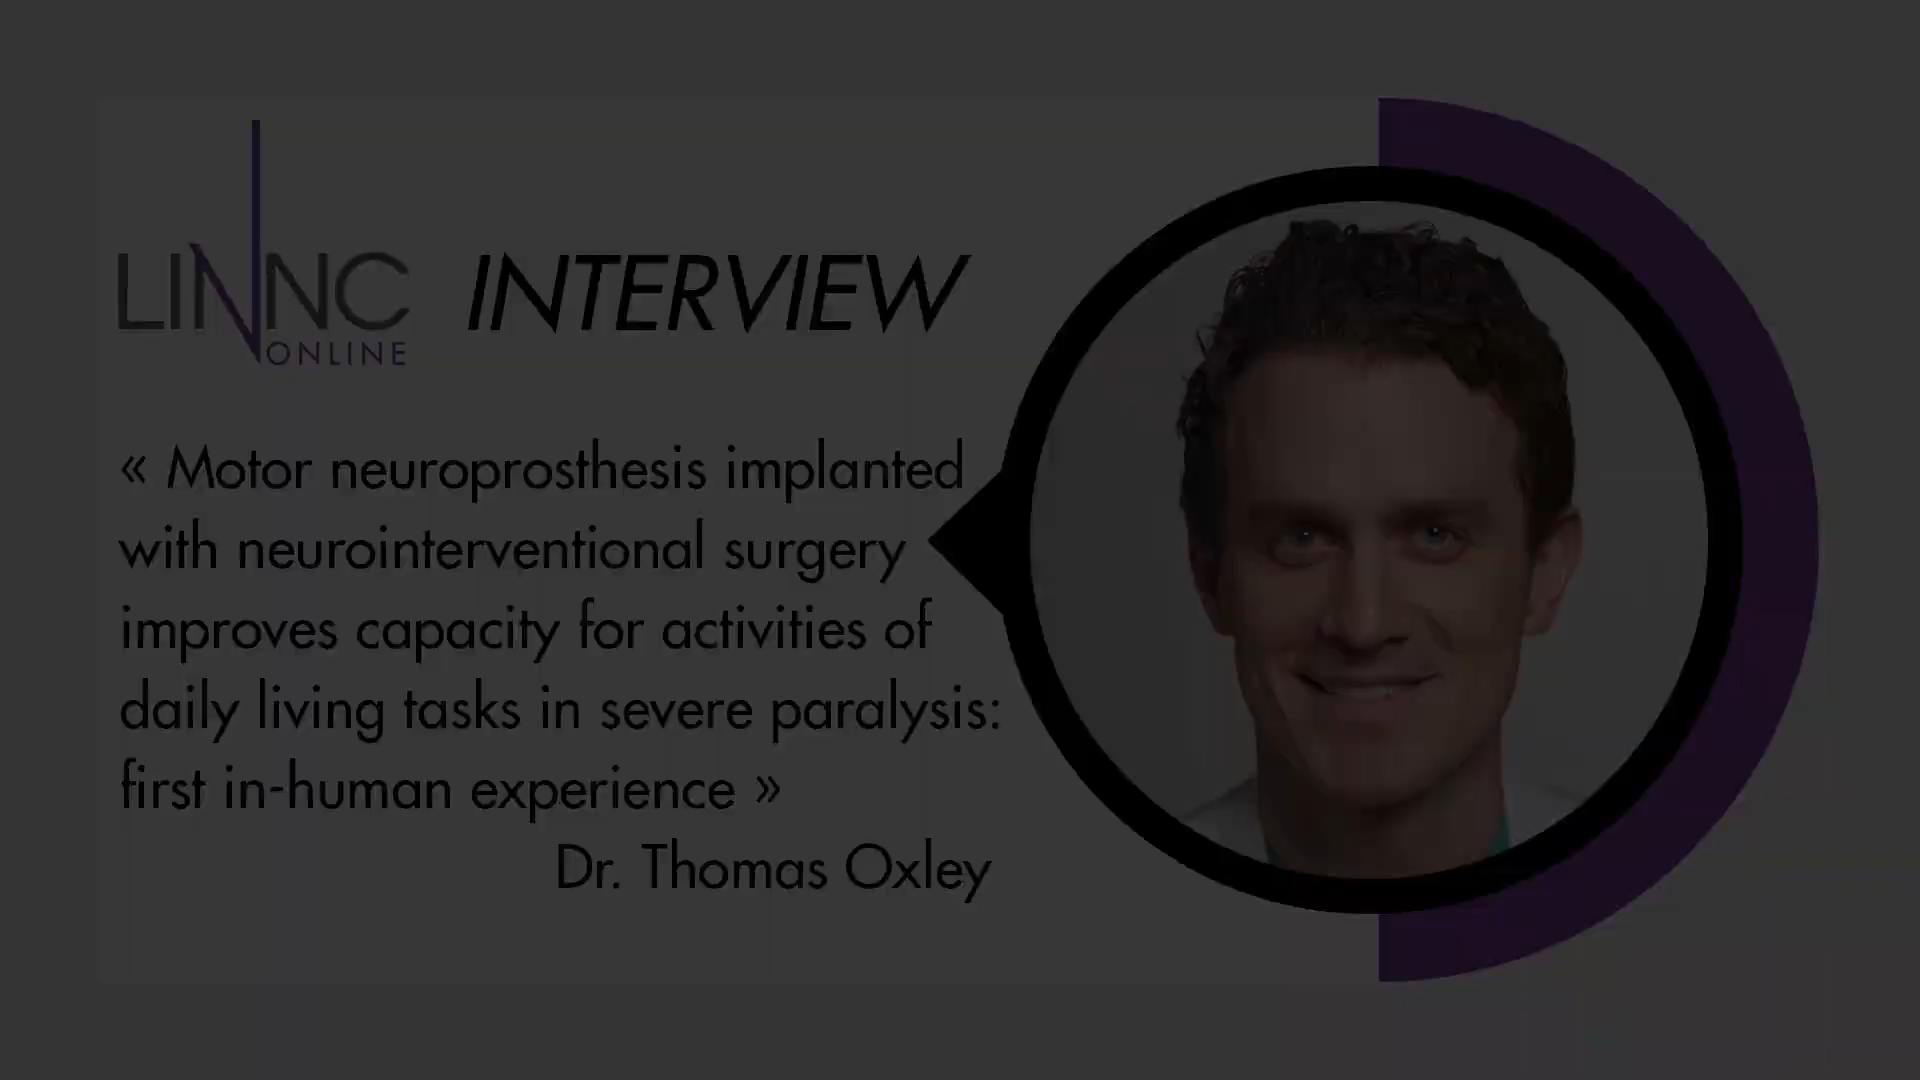 LINNC INTERVIEW
ONLINE
« Motor neuroprosthesis implanted
with neurointerventional surgery
improves capacity for activities of
daily living tasks in severe paralysis:
first in-human experience »
Dr. Thomas Oxley